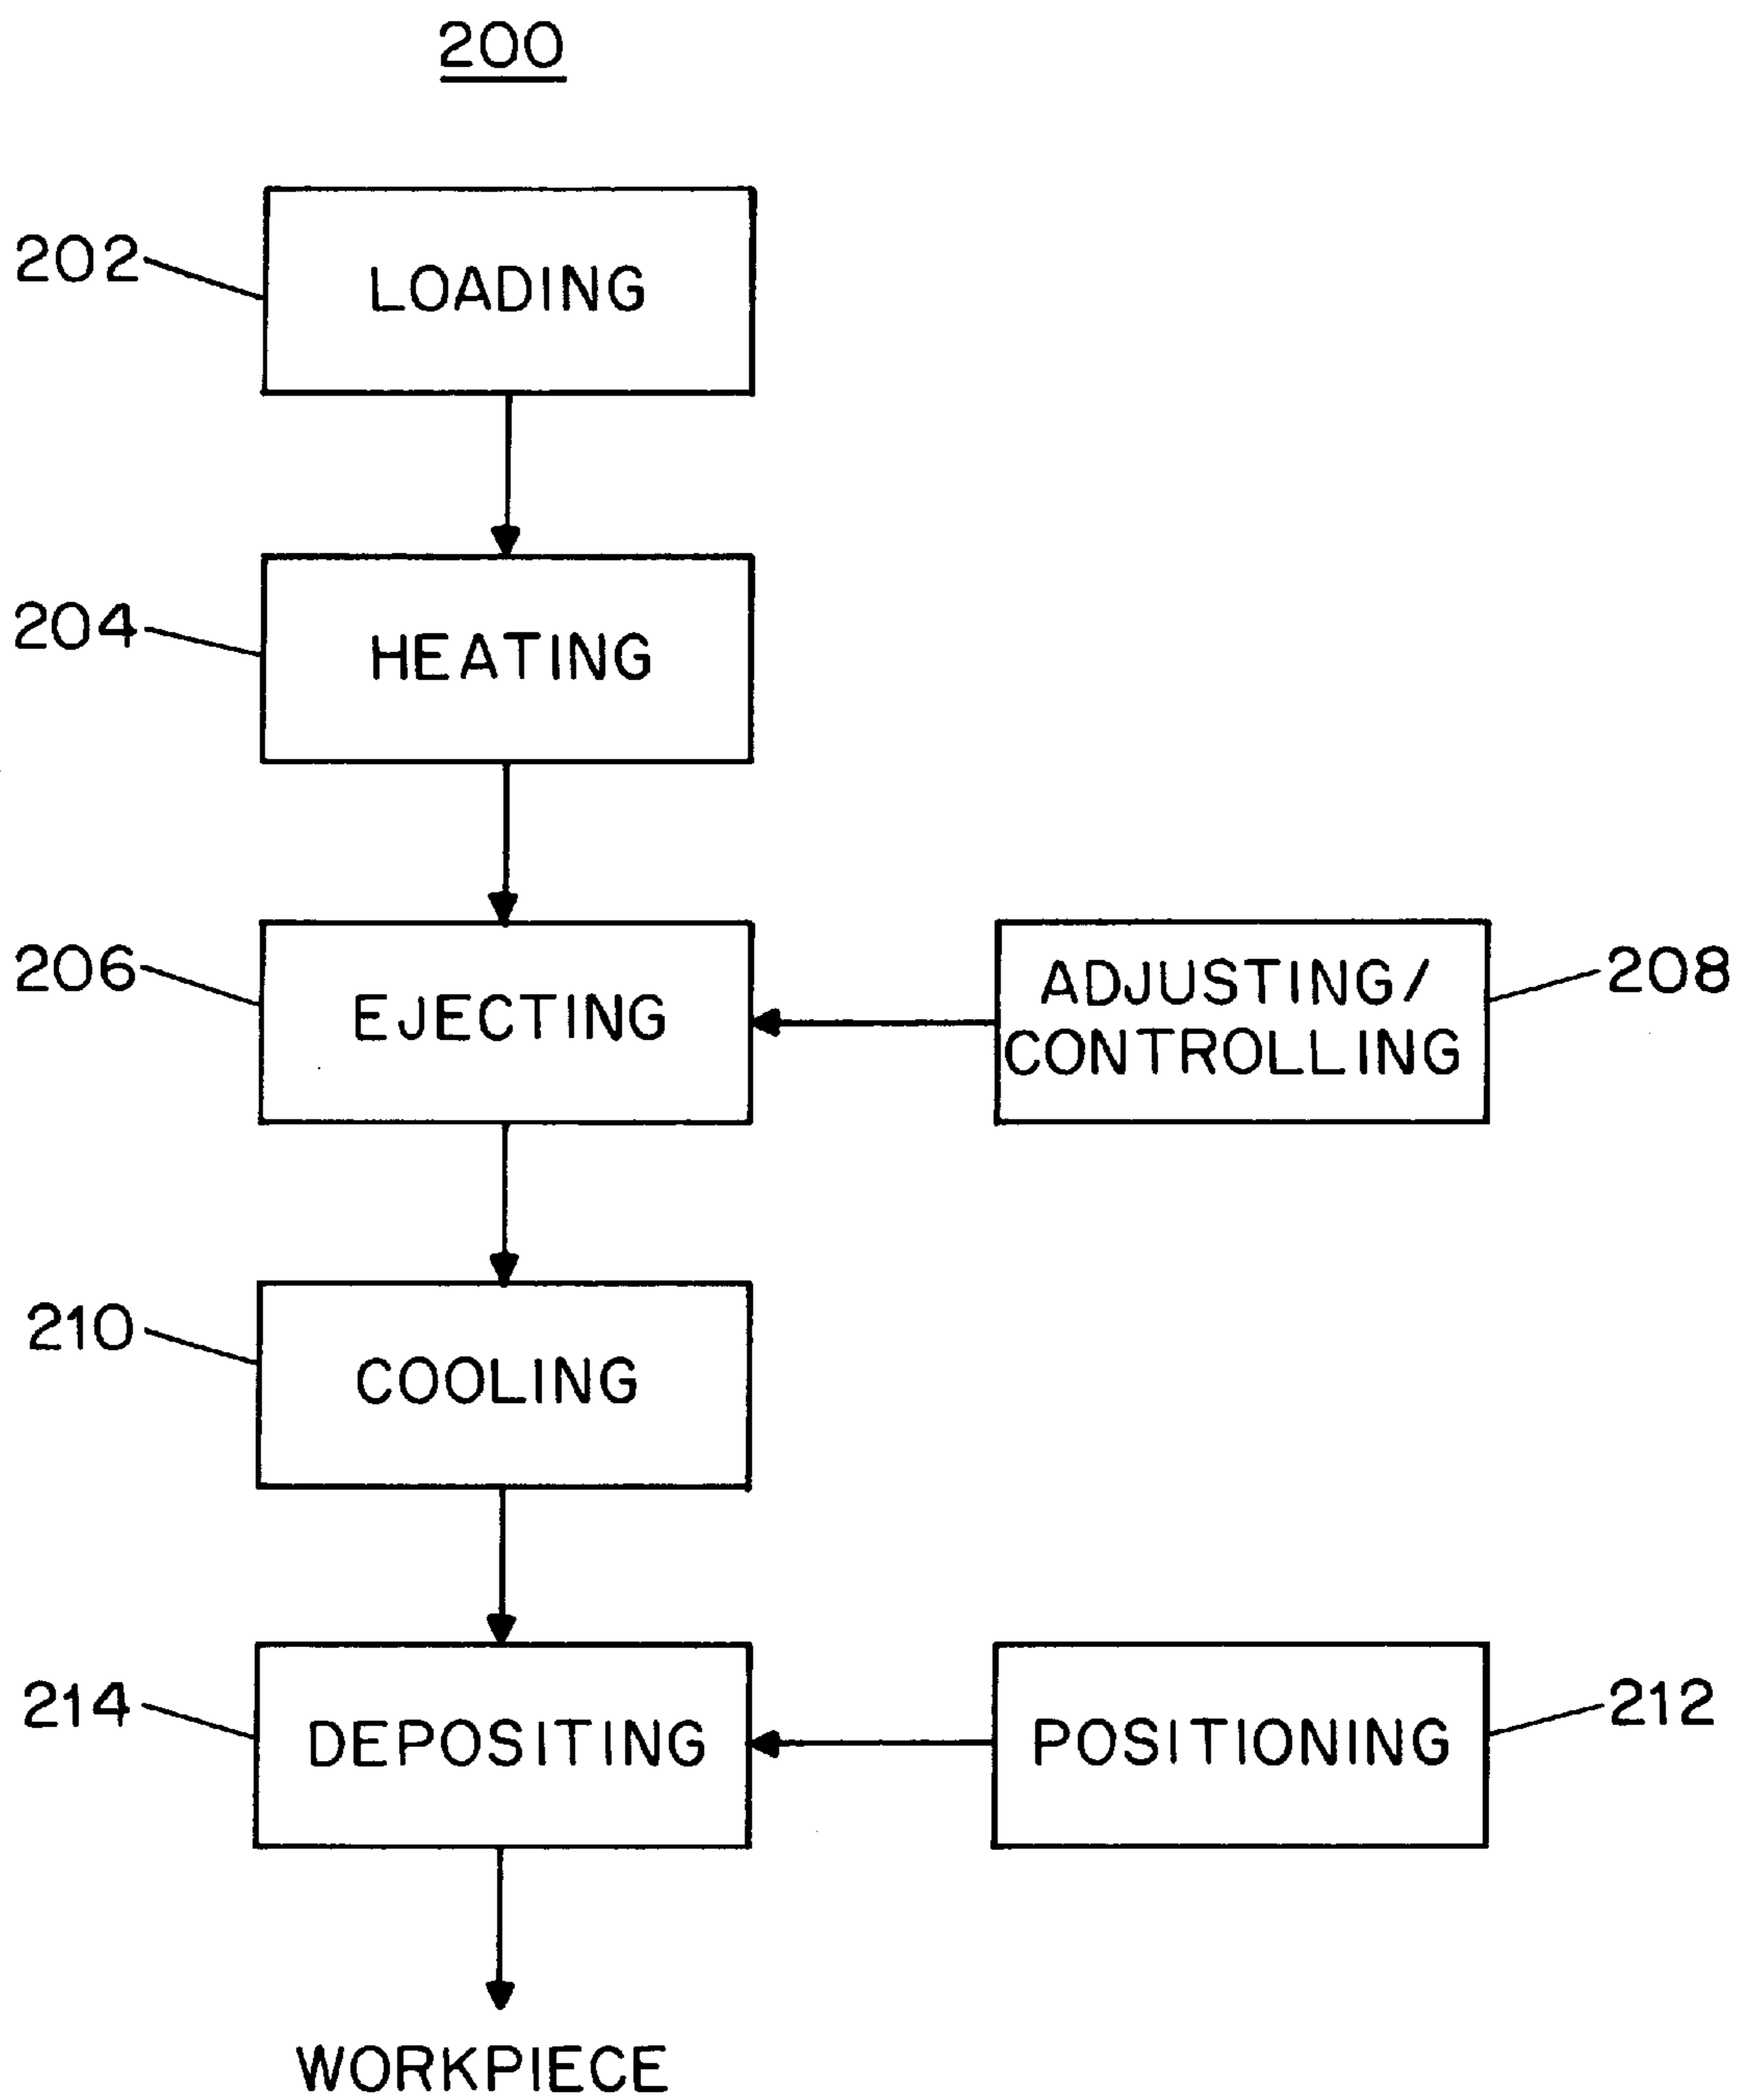 200
202
LOADING
204
HEATING
206
EJECTING
ADJUSTING/
CONTROLLING
208
210
COOLING
214
DEPOSITING
POSITIONING
212
WORKPIECE